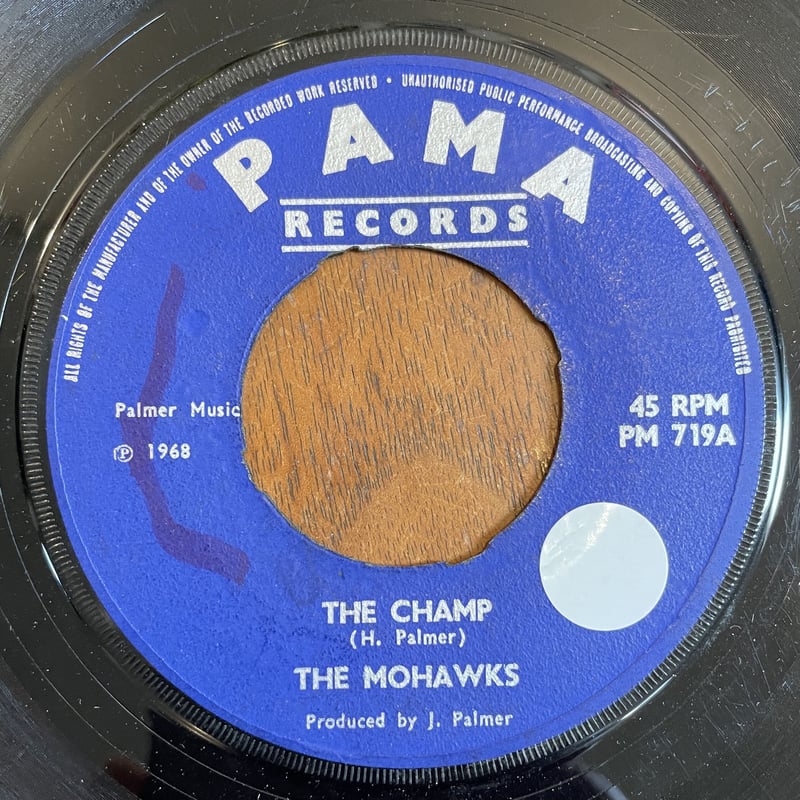 ALL RIGHTS OF THE MANUFACTURER AND OF THE OWNER OF THE RECORDED WORK RESERVED • UNAUTHORISED PUBLIC PERFORMANCE BROADCASTING AND COPYING OF THIS RECORD PROHIBITED
PAMA
RECORDS
Palmer Music
℗ 1968
45 RPM
PM 719A
THE CHAMP
(H. Palmer)
THE MOHAWKS
Produced by J. Palmer